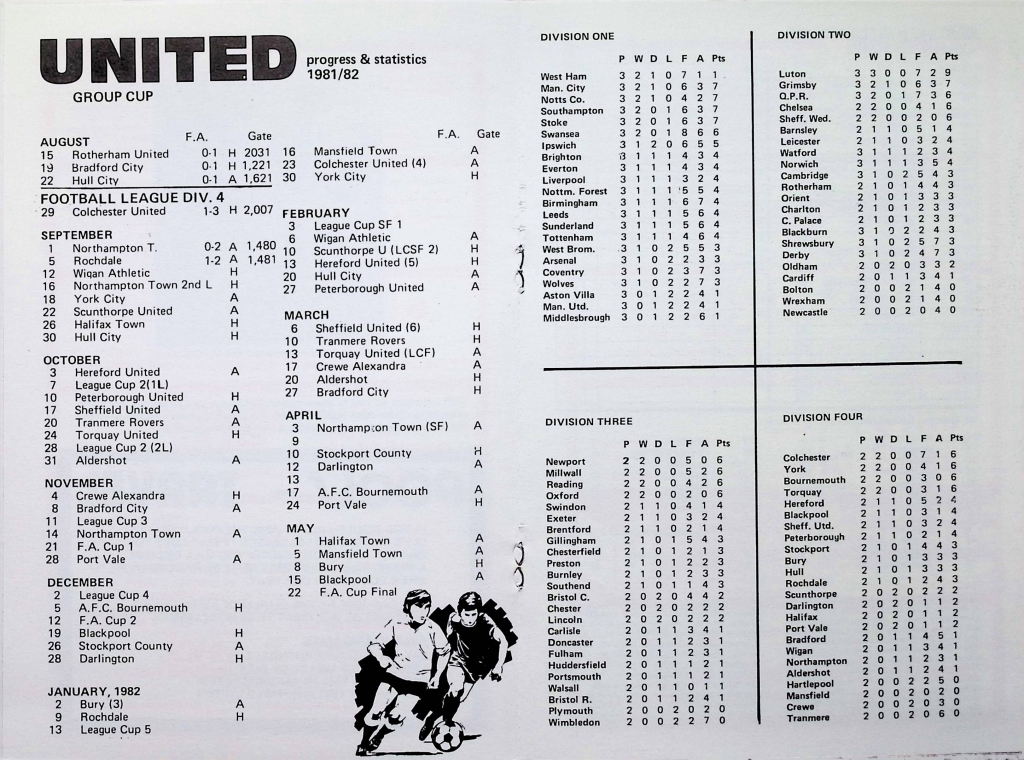 UNITED progress & statistics
1981/82
GROUP CUP
F.A. Gate
AUGUST
15 Rotherham United 0-1 H 2031
19 Bradford City 0-1 H 1,221
22 Hull City 0-1 A 1,621
FOOTBALL LEAGUE DIV. 4
29 Colchester United 1-3 H 2,007
SEPTEMBER
1 Northampton T. 0-2 A 1,480
5 Rochdale 1-2 A 1,481
12 Wigan Athletic H
16 Northampton Town 2nd L H
18 York City A
22 Scunthorpe United A
26 Halifax Town H
30 Hull City H
OCTOBER
3 Hereford United A
7 League Cup 2(1L)
10 Peterborough United H
17 Sheffield United A
20 Tranmere Rovers A
24 Torquay United H
28 League Cup 2 (2L)
31 Aldershot A
NOVEMBER
4 Crewe Alexandra H
8 Bradford City A
11 League Cup 3
14 Northampton Town A
21 F.A. Cup 1
28 Port Vale A
DECEMBER
2 League Cup 4
5 A.F.C. Bournemouth H
12 F.A. Cup 2
19 Blackpool H
26 Stockport County A
28 Darlington H
JANUARY, 1982
2 Bury (3) A
9 Rochdale H
13 League Cup 5
F.A. Gate
16 Mansfield Town A
23 Colchester United (4) A
30 York City H
FEBRUARY
3 League Cup SF 1
6 Wigan Athletic A
10 Scunthorpe U (LCSF 2) H
13 Hereford United (5) H
20 Hull City A
27 Peterborough United A
MARCH
6 Sheffield United (6) H
10 Tranmere Rovers H
13 Torquay United (LCF) A
17 Crewe Alexandra A
20 Aldershot H
27 Bradford City H
APRIL
3 Northampton Town (SF) A
9
10 Stockport County H
12 Darlington A
13
17 A.F.C. Bournemouth A
24 Port Vale H
MAY
1 Halifax Town A
5 Mansfield Town A
8 Bury H
15 Blackpool A
22 F.A. Cup Final
DIVISION ONE
P W D L F A Pts
West Ham 3 2 1 0 7 1 1
Man. City 3 2 1 0 6 3 7
Notts Co. 3 2 1 0 4 2 7
Southampton 3 2 0 1 6 3 7
Stoke 3 2 0 1 6 3 7
Swansea 3 2 0 1 8 6 6
Ipswich 3 1 2 0 6 5 5
Brighton 3 1 1 1 4 3 4
Everton 3 1 1 1 4 3 4
Liverpool 3 1 1 1 3 2 4
Nottm. Forest 3 1 1 1 5 5 4
Birmingham 3 1 1 1 6 7 4
Leeds 3 1 1 1 5 6 4
Sunderland 3 1 1 1 5 6 4
Tottenham 3 1 1 1 4 6 4
West Brom. 3 1 0 2 5 5 3
Arsenal 3 1 0 2 2 3 3
Coventry 3 1 0 2 3 7 3
Wolves 3 1 0 2 2 7 3
Aston Villa 3 0 1 2 2 4 1
Man. Utd. 3 0 1 2 2 4 1
Middlesbrough 3 0 1 2 2 6 1
DIVISION TWO
P W D L F A Pts
Luton 3 3 0 0 7 2 9
Grimsby 3 2 1 0 6 3 7
Q.P.R. 3 2 0 1 7 3 6
Chelsea 2 2 0 0 4 1 6
Sheff. Wed. 2 2 0 0 2 0 6
Barnsley 2 1 1 0 5 1 4
Leicester 2 1 1 0 3 2 4
Watford 3 1 1 1 2 3 4
Norwich 3 1 1 1 3 5 4
Cambridge 3 1 0 2 5 4 3
Rotherham 2 1 0 1 4 4 3
Orient 2 1 0 1 3 3 3
Charlton 2 1 0 1 2 3 3
C. Palace 2 1 0 1 2 3 3
Blackburn 3 1 0 2 2 4 3
Shrewsbury 3 1 0 2 5 7 3
Derby 3 1 0 2 4 7 3
Oldham 2 0 2 0 3 3 2
Cardiff 2 0 1 1 3 4 1
Bolton 2 0 0 2 1 4 0
Wrexham 2 0 0 2 1 4 0
Newcastle 2 0 0 2 0 4 0
DIVISION THREE
P W D L F A Pts
Newport 2 2 0 0 5 0 6
Millwall 2 2 0 0 5 2 6
Reading 2 2 0 0 4 2 6
Oxford 2 2 0 0 2 0 6
Swindon 2 1 1 0 4 1 4
Exeter 2 1 1 0 3 2 4
Brentford 2 1 1 0 2 1 4
Gillingham 2 1 0 1 5 4 3
Chesterfield 2 1 0 1 2 1 3
Preston 2 1 0 1 2 2 3
Burnley 2 1 0 1 2 3 3
Southend 2 1 0 1 1 4 3
Bristol C. 2 0 2 0 4 4 2
Chester 2 0 2 0 2 2 2
Lincoln 2 0 2 0 2 2 2
Carlisle 2 0 1 1 3 4 1
Doncaster 2 0 1 1 2 3 1
Fulham 2 0 1 1 2 3 1
Huddersfield 2 0 1 1 1 2 1
Portsmouth 2 0 1 1 1 2 1
Walsall 2 0 1 1 0 1 1
Bristol R. 2 0 1 1 2 4 1
Plymouth 2 0 0 2 0 2 0
Wimbledon 2 0 0 2 2 7 0
DIVISION FOUR
P W D L F A Pts
Colchester 2 2 0 0 7 1 6
York 2 2 0 0 4 1 6
Bournemouth 2 2 0 0 3 0 6
Torquay 2 2 0 0 3 1 6
Hereford 2 1 1 0 5 2 4
Blackpool 2 1 1 0 3 1 4
Sheff. Utd. 2 1 1 0 3 2 4
Peterborough 2 1 1 0 2 1 4
Stockport 2 1 0 1 4 4 3
Bury 2 1 0 1 3 3 3
Hull 2 1 0 1 3 3 3
Rochdale 2 1 0 1 2 4 3
Scunthorpe 2 0 2 0 2 2 2
Darlington 2 0 2 0 1 1 2
Halifax 2 0 2 0 1 1 2
Port Vale 2 0 2 0 1 1 2
Bradford 2 0 1 1 4 5 1
Wigan 2 0 1 1 3 4 1
Northampton 2 0 1 1 2 3 1
Aldershot 2 0 1 1 2 4 1
Hartlepool 2 0 0 2 2 5 0
Mansfield 2 0 0 2 0 2 0
Crewe 2 0 0 2 0 3 0
Tranmere 2 0 0 2 0 6 0